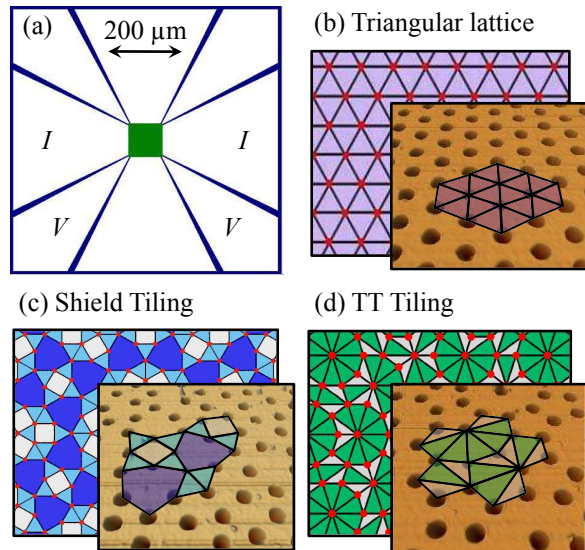 (a)
200 µm
I
I
V
V
(b) Triangular lattice
(c) Shield Tiling
(d) TT Tiling